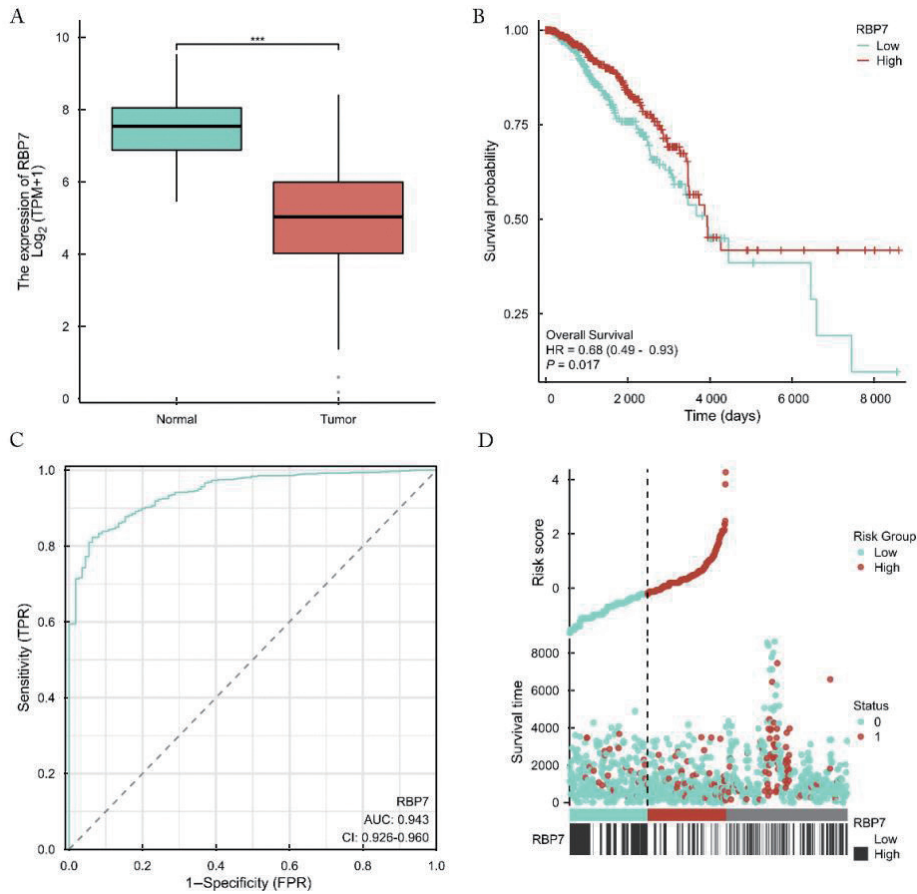 A
***
The expression of RBP7
Log2 (TPM+1)
10
8
6
4
2
0
Normal
Tumor
B
RBP7
Low
High
Survival probability
1.00
0.75
0.50
0.25
Overall Survival
HR = 0.68 (0.49 - 0.93)
P = 0.017
0
2 000
4 000
6 000
8 000
Time (days)
C
Sensitivity (TPR)
1.0
0.8
0.6
0.4
0.2
0.0
RBP7
AUC: 0.943
CI: 0.926-0.960
0.0
0.2
0.4
0.6
0.8
1.0
1−Specificity (FPR)
D
Risk score
4
2
0
Risk Group
Low
High
Survival time
8000
6000
4000
2000
0
Status
0
1
RBP7
RBP7
Low
High